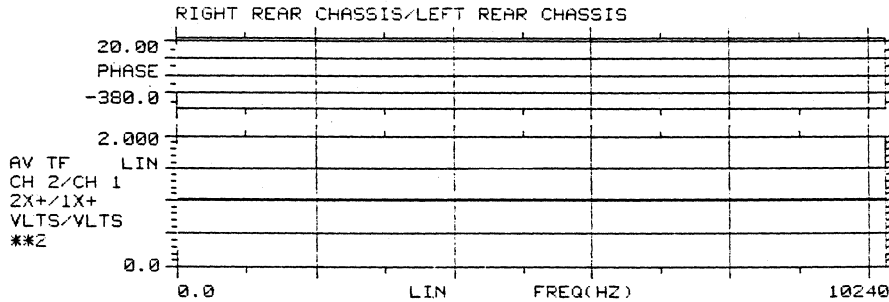 RIGHT REAR CHASSIS/LEFT REAR CHASSIS
20.00
PHASE
-380.0
2.000
AV TF LIN
CH 2/CH 1
2X+/1X+
VLTS/VLTS
**2
0.0
0.0 LIN FREQ(HZ) 10240